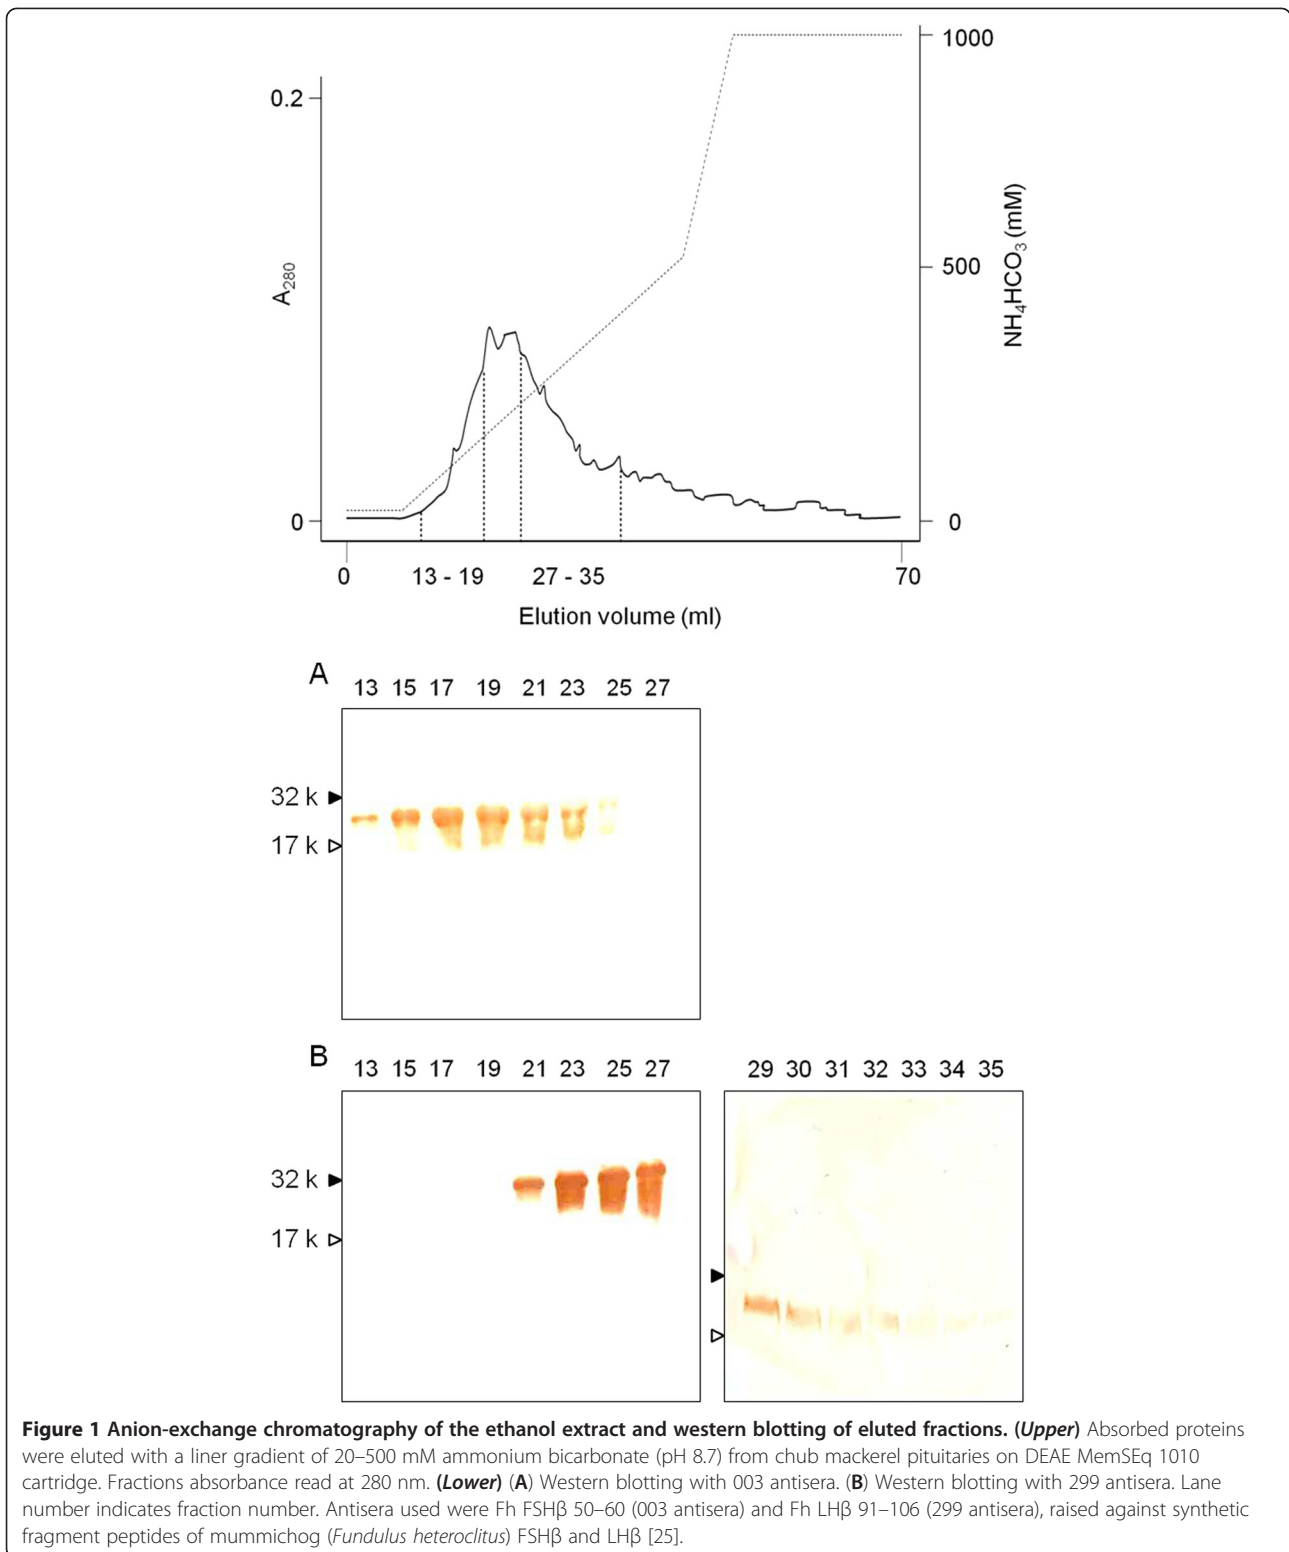 1000
0.2
500
A280
NH4HCO3 (mM)
0
0
0
13 - 19
27 - 35
70
Elution volume (ml)
A
13 15 17 19 21 23 25 27
32 k
17 k
B
13 15 17 19 21 23 25 27
29 30 31 32 33 34 35
32 k
17 k
Figure 1 Anion-exchange chromatography of the ethanol extract and western blotting of eluted fractions. (Upper) Absorbed proteins
were eluted with a liner gradient of 20–500 mM ammonium bicarbonate (pH 8.7) from chub mackerel pituitaries on DEAE MemSEq 1010
cartridge. Fractions absorbance read at 280 nm. (Lower) (A) Western blotting with 003 antisera. (B) Western blotting with 299 antisera. Lane
number indicates fraction number. Antisera used were Fh FSHβ 50–60 (003 antisera) and Fh LHβ 91–106 (299 antisera), raised against synthetic
fragment peptides of mummichog (Fundulus heteroclitus) FSHβ and LHβ [25].